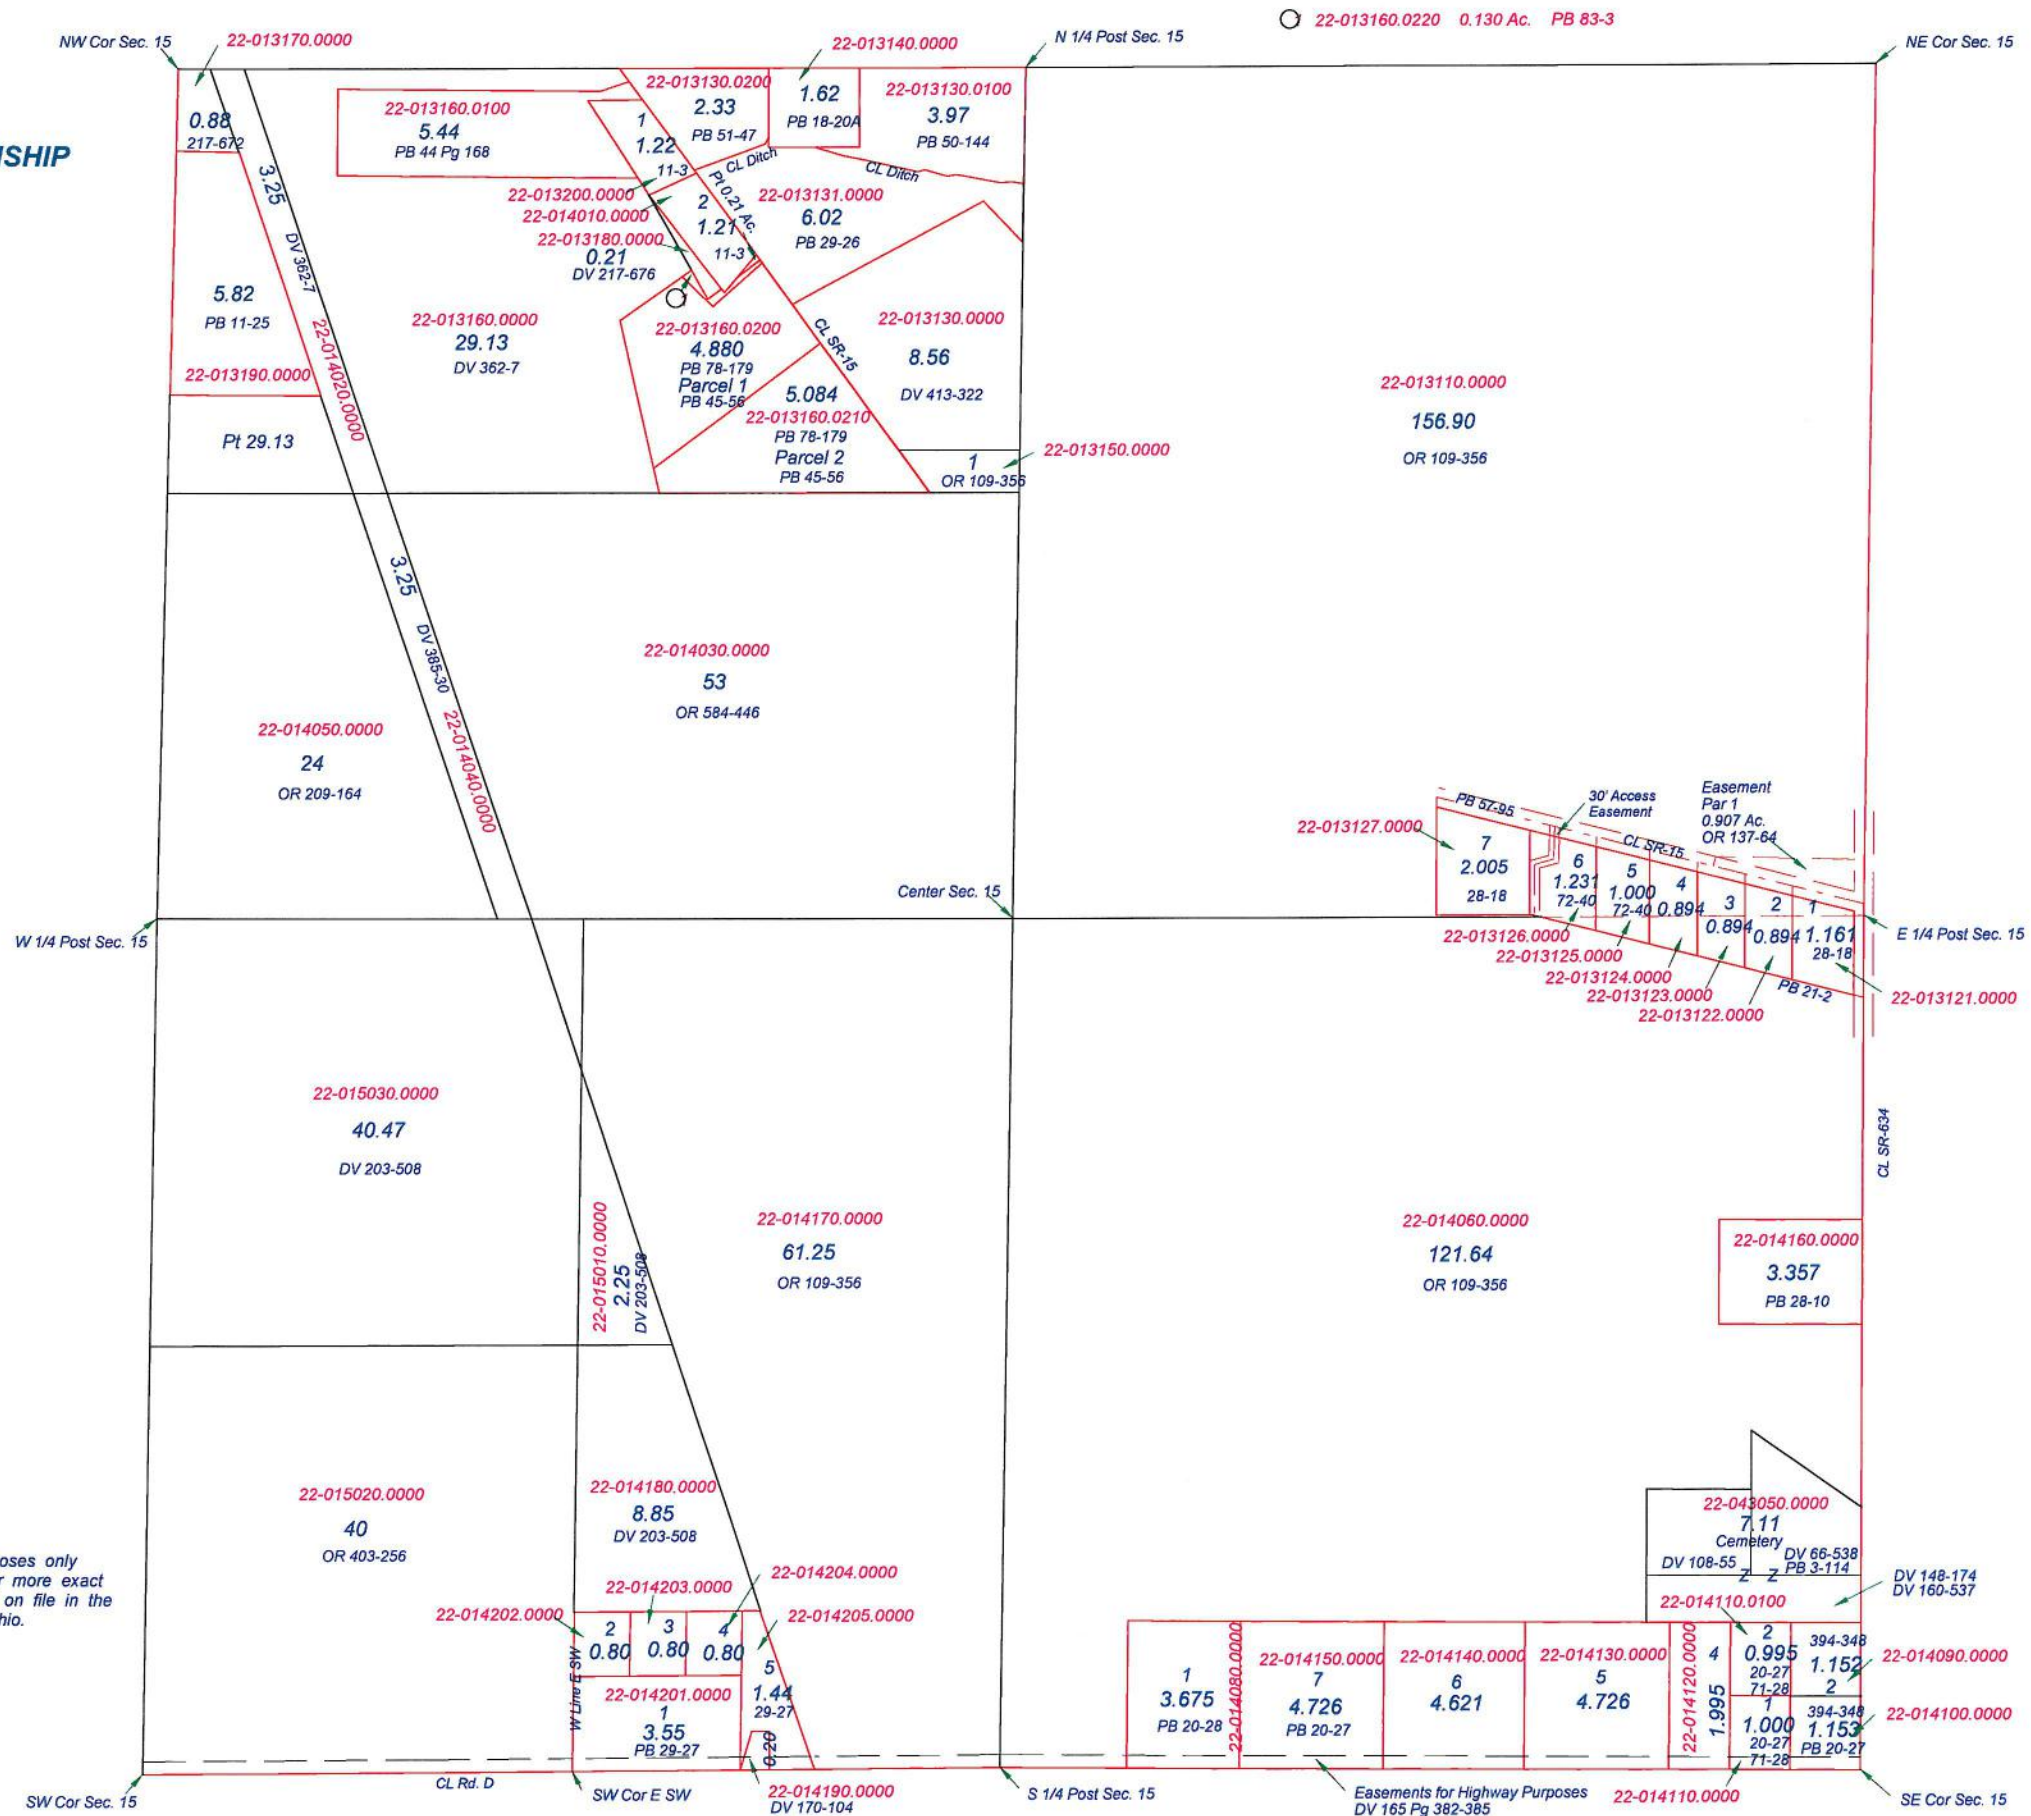 22-013160.0220 0.130 Ac. PB 83-3
NW Cor Sec. 15
22-013170.0000
22-013140.0000
N 1/4 Post Sec. 15
NE Cor Sec. 15
0.88
217-672
22-013160.0100
5.44
PB 44 Pg 168
22-013130.0200
2.33
PB 51-47
1.62
PB 18-20A
22-013130.0100
3.97
PB 50-144
1
1.22
11-3
CL Ditch
CL Ditch
22-013200.0000
22-014010.0000
22-013180.0000
0.21
DV 217-676
2
1.21
11-3
Pt 0.21 Ac.
22-013131.0000
6.02
PB 29-26
3.25
DV 362-7
22-014020.0000
5.82
PB 11-25
22-013190.0000
Pt 29.13
22-013160.0000
29.13
DV 362-7
22-013160.0200
4.880
PB 78-179
Parcel 1
PB 45-56
CL SR-15
22-013130.0000
8.56
DV 413-322
5.084
22-013160.0210
PB 78-179
Parcel 2
PB 45-56
1
OR 109-356
22-013150.0000
22-013110.0000
156.90
OR 109-356
3.25
DV 385-30
22-014040.0000
22-014030.0000
53
OR 584-446
22-014050.0000
24
OR 209-164
Center Sec. 15
W 1/4 Post Sec. 15
PB 57-95
30' Access
Easement
Easement
Par 1
0.907 Ac.
OR 137-64
CL SR-15
22-013127.0000
7
2.005
28-18
6
1.231
72-40
5
1.000
72-40
4
0.894
3
0.894
2
0.894
1
1.161
28-18
E 1/4 Post Sec. 15
22-013126.0000
22-013125.0000
22-013124.0000
22-013123.0000
22-013122.0000
PB 21-2
22-013121.0000
CL SR-634
22-015030.0000
40.47
DV 203-508
22-015010.0000
2.25
DV 203-508
22-014170.0000
61.25
OR 109-356
22-014060.0000
121.64
OR 109-356
22-014160.0000
3.357
PB 28-10
22-015020.0000
40
OR 403-256
22-014180.0000
8.85
DV 203-508
22-043050.0000
7.11
Cemetery
DV 108-55
DV 66-538
PB 3-114
Z Z
DV 148-174
DV 160-537
22-014203.0000
22-014204.0000
22-014202.0000
22-014205.0000
2
0.80
3
0.80
4
0.80
5
1.44
29-27
W Line E SW
22-014201.0000
1
3.55
PB 29-27
0.20
22-014110.0100
1
3.675
PB 20-28
22-014080.0000
22-014150.0000
7
4.726
PB 20-27
22-014140.0000
6
4.621
22-014130.0000
5
4.726
22-014120.0000
4
1.995
2
0.995
20-27
71-28
394-348
1.152
2
22-014090.0000
1
1.000
20-27
71-28
394-348
1.153
PB 20-27
22-014100.0000
SW Cor Sec. 15
CL Rd. D
SW Cor E SW
22-014190.0000
DV 170-104
S 1/4 Post Sec. 15
Easements for Highway Purposes
DV 165 Pg 382-385
22-014110.0000
SE Cor Sec. 15
only
more exact
on file in the